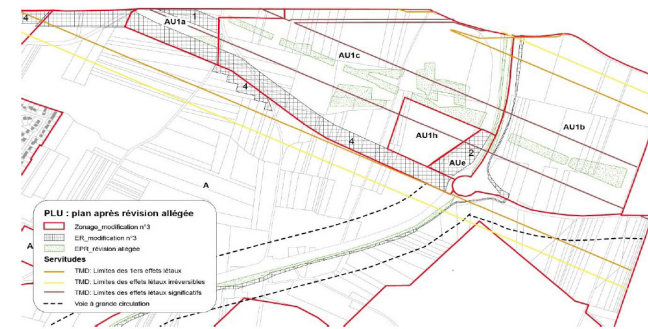 4
1
AU1a
AU1c
4
AU1h
AU1b
4
2
AUe
A
PLU : plan après révision allégée
Zonage_modification n°3
ER_modification n°3
EPR_révision allégée
Servitudes
TMD: Limites des 1iers effets létaux
TMD: Limites des effets létaux irréversibles
TMD: Limites des effets létaux significatifs
Voie à grande circulation